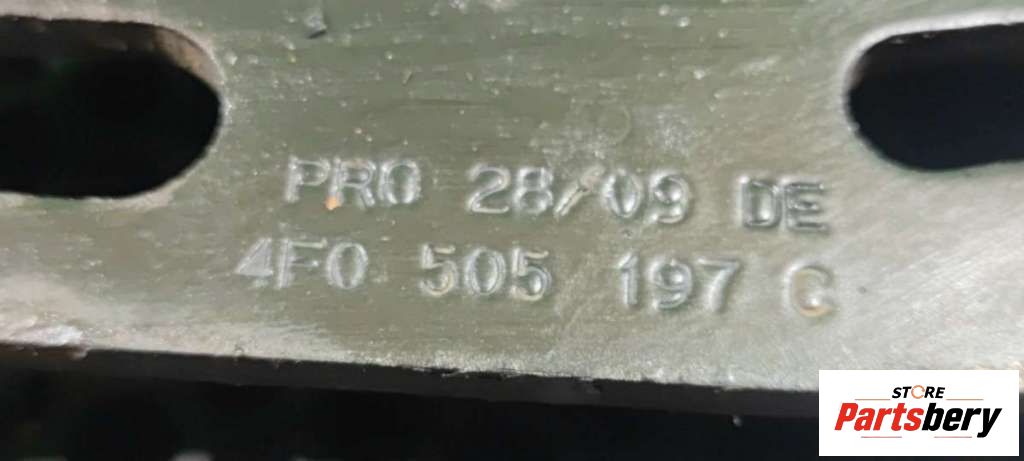 PRO 28/09 DE
4F0 505 197 C
STORE
Partsbery